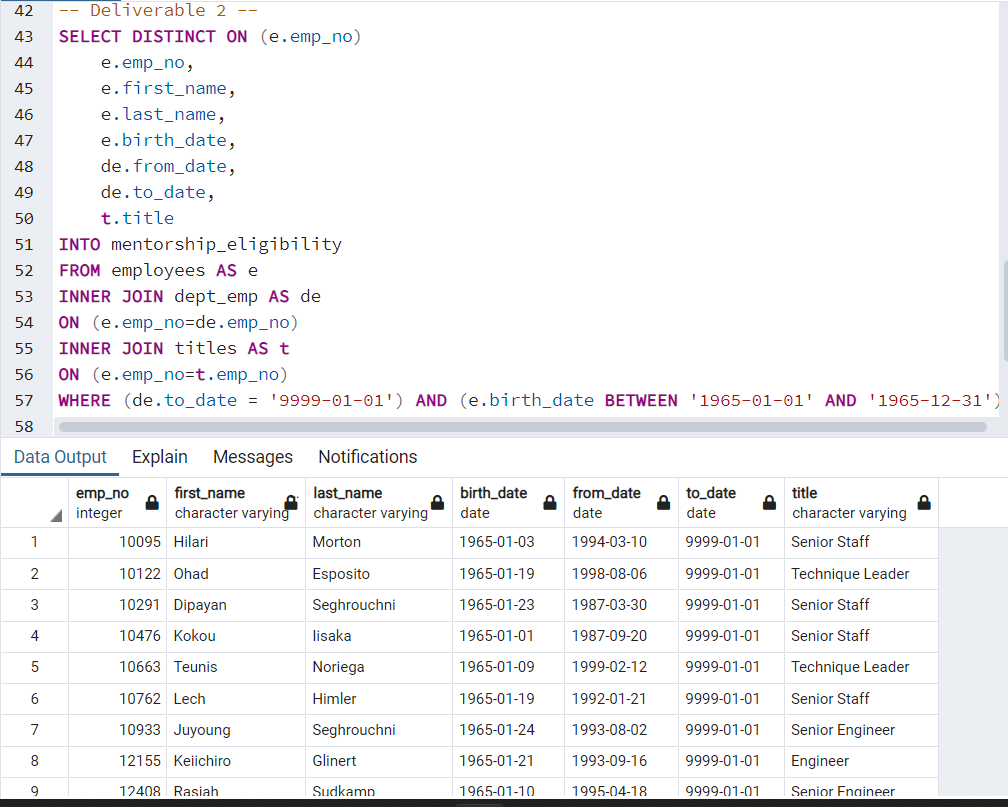 42 -- Deliverable 2 --
43 SELECT DISTINCT ON (e.emp_no)
44 e.emp_no,
45 e.first_name,
46 e.last_name,
47 e.birth_date,
48 de.from_date,
49 de.to_date,
50 t.title
51 INTO mentorship_eligibility
52 FROM employees AS e
53 INNER JOIN dept_emp AS de
54 ON (e.emp_no=de.emp_no)
55 INNER JOIN titles AS t
56 ON (e.emp_no=t.emp_no)
57 WHERE (de.to_date = '9999-01-01') AND (e.birth_date BETWEEN '1965-01-01' AND '1965-12-31')
58
Data Output Explain Messages Notifications
emp_no first_name last_name birth_date from_date to_date title
integer character varying character varying date date date character varying
1 10095 Hilari Morton 1965-01-03 1994-03-10 9999-01-01 Senior Staff
2 10122 Ohad Esposito 1965-01-19 1998-08-06 9999-01-01 Technique Leader
3 10291 Dipayan Seghrouchni 1965-01-23 1987-03-30 9999-01-01 Senior Staff
4 10476 Kokou Iisaka 1965-01-01 1987-09-20 9999-01-01 Senior Staff
5 10663 Teunis Noriega 1965-01-09 1999-02-12 9999-01-01 Technique Leader
6 10762 Lech Himler 1965-01-19 1992-01-21 9999-01-01 Senior Staff
7 10933 Juyoung Seghrouchni 1965-01-24 1993-08-02 9999-01-01 Senior Engineer
8 12155 Keiichiro Glinert 1965-01-21 1993-09-16 9999-01-01 Engineer
9 12408 Rasiah Sudkamp 1965-01-10 1995-04-18 9999-01-01 Senior Engineer